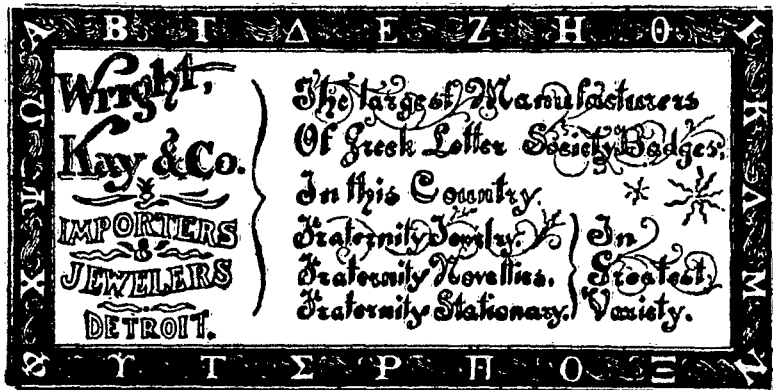 Α Β Γ Δ Ε Ζ Η Θ Ι
Κ
Λ
Μ
Ν
Ξ Ο Π Ρ Σ Τ Υ &
Χ
Ψ
Ω
Wright,
Kay & Co.
IMPORTERS
&
JEWELERS
DETROIT.
The largest Manufacturers
Of Greek Letter Society Badges,
In this Country.
Fraternity Jewelry.
Fraternity Novelties.
Fraternity Stationary.
In
Greatest,
Variety.